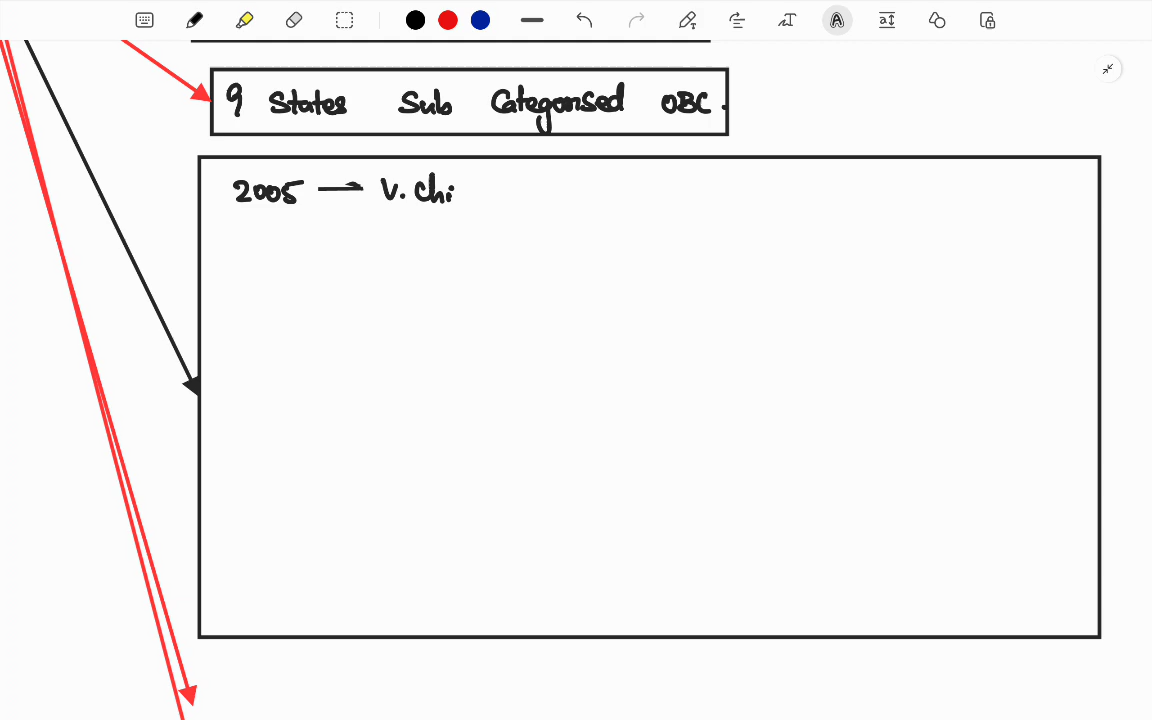 9 States Sub Categorised OBC.
2005 → V. Chi